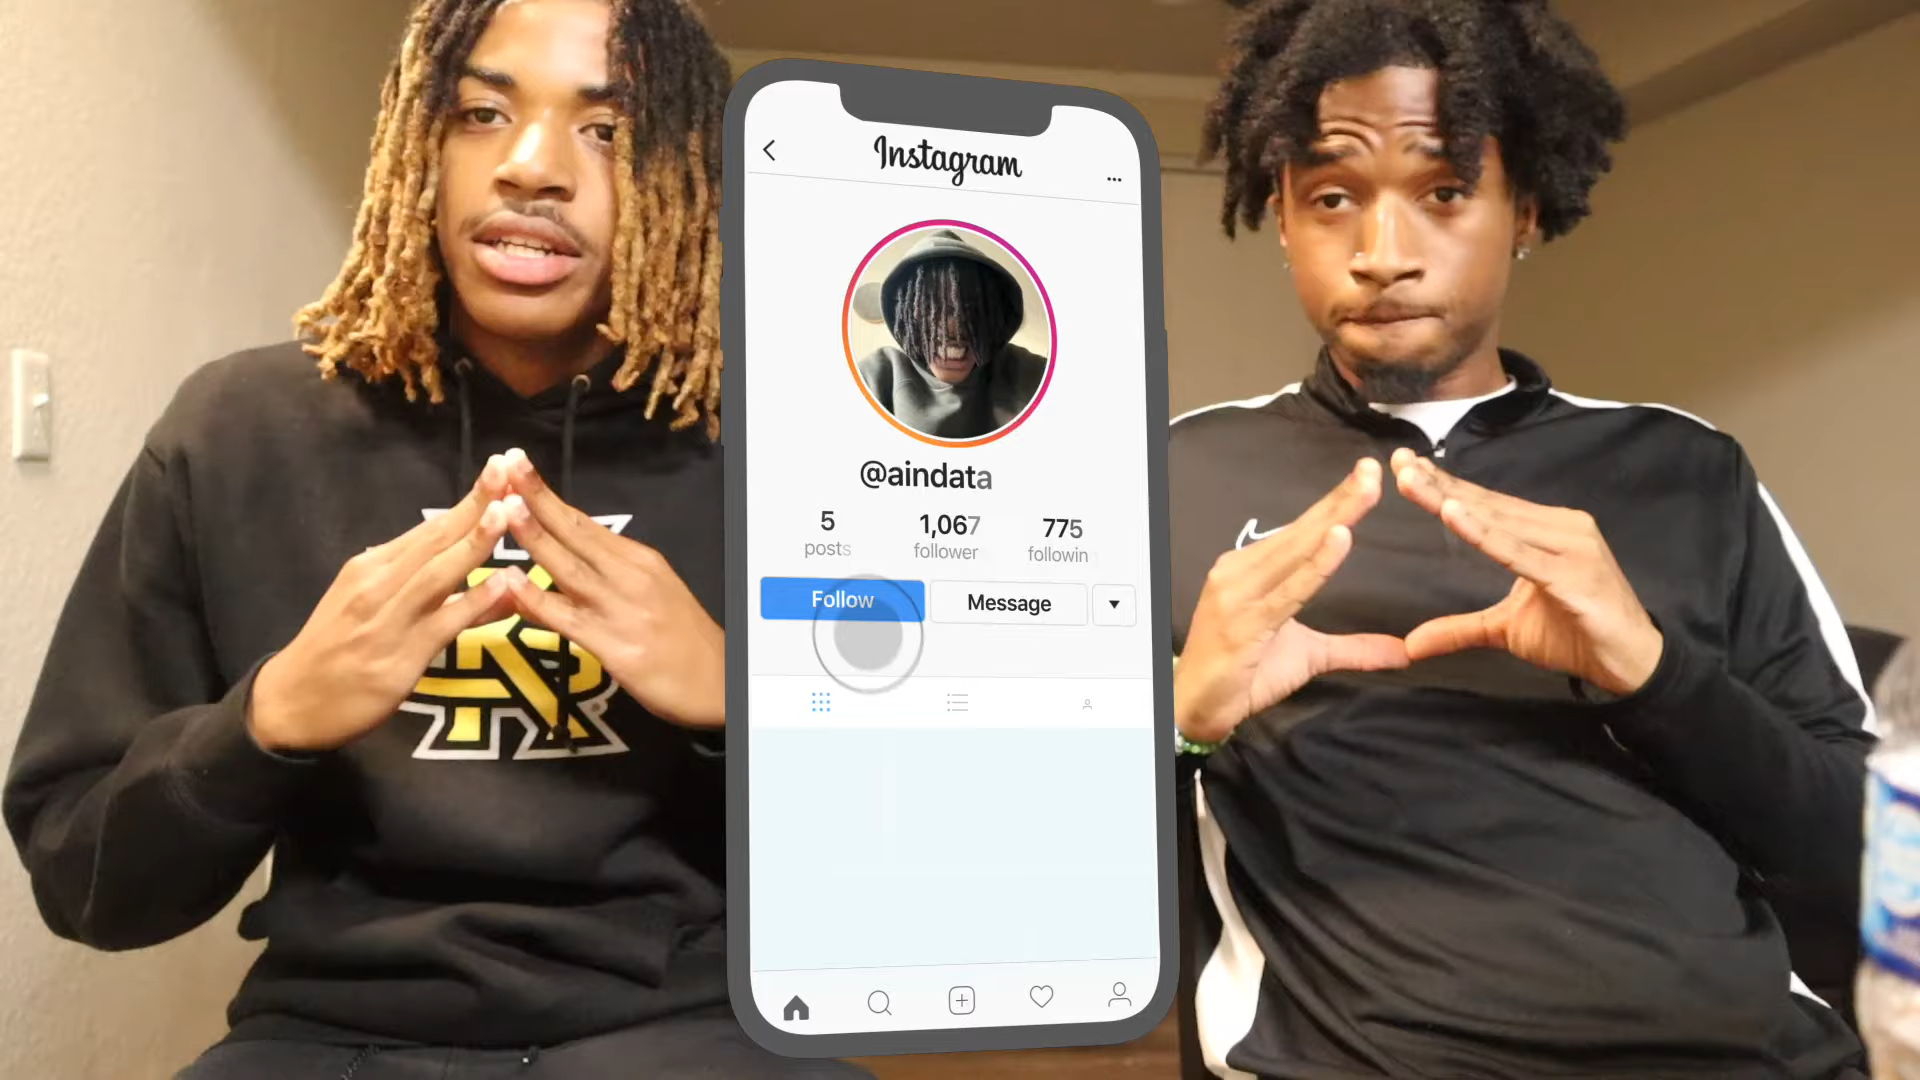 Instagram
...
@aindata
5 1,067 775
posts follower followin
Follow Message